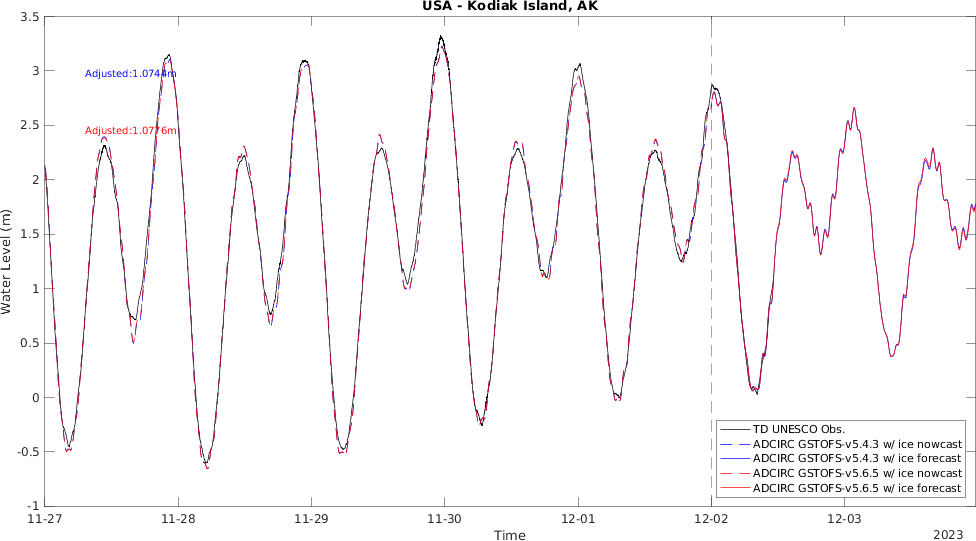 USA - Kodiak Island, AK
3.5
3
2.5
2
1.5
1
0.5
0
-0.5
-1
Water Level (m)
Adjusted:1.0744m
Adjusted:1.0776m
TD UNESCO Obs.
ADCIRC GSTOFS-v5.4.3 w/ ice nowcast
ADCIRC GSTOFS-v5.4.3 w/ ice forecast
ADCIRC GSTOFS-v5.6.5 w/ ice nowcast
ADCIRC GSTOFS-v5.6.5 w/ ice forecast
11-27 11-28 11-29 11-30 12-01 12-02 12-03
Time
2023